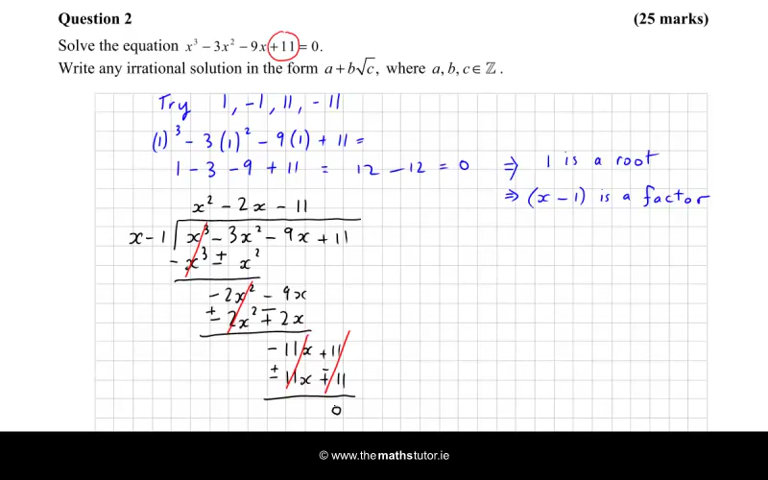 Question 2 (25 marks)
Solve the equation x³ − 3x² − 9x + 11 = 0.
Write any irrational solution in the form a + b√c, where a, b, c ∈ ℤ.
Try 1, -1, 11, -11
(1)³ - 3(1)² - 9(1) + 11 =
1 - 3 - 9 + 11 = 12 - 12 = 0 ⇒ 1 is a root
⇒ (x - 1) is a factor
x² - 2x - 11
x - 1 √ x³ - 3x² - 9x + 11
- x³ ± x²
- 2x² - 9x
± 2x² ∓ 2x
- 11x + 11
± 11x ∓ 11
0
© www.themathstutor.ie